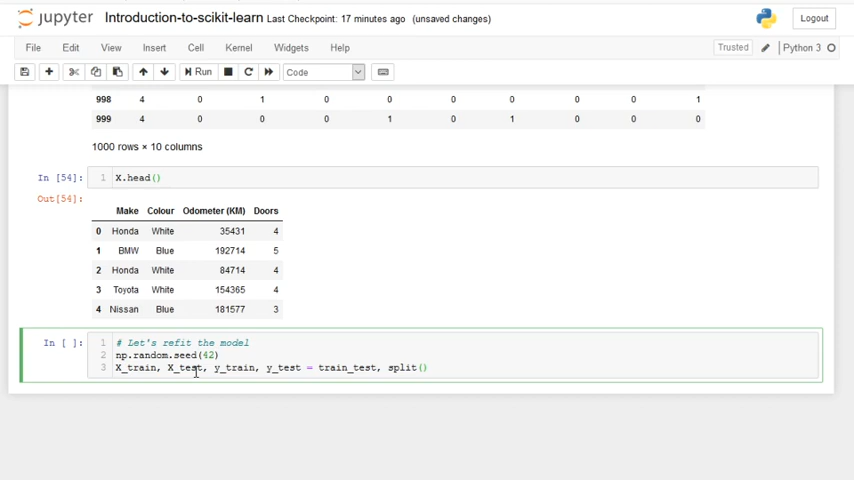 jupyter Introduction-to-scikit-learn Last Checkpoint: 17 minutes ago (unsaved changes) Logout
File Edit View Insert Cell Kernel Widgets Help Trusted Python 3
Run Code
998 4 0 1 0 0 0 0 0 1
999 4 0 0 0 1 0 1 0 0 0
1000 rows × 10 columns
In [54]: 1 X.head()
Out[54]:
Make Colour Odometer (KM) Doors
0 Honda White 35431 4
1 BMW Blue 192714 5
2 Honda White 84714 4
3 Toyota White 154365 4
4 Nissan Blue 181577 3
In [ ]: 1 # Let's refit the model
2 np.random.seed(42)
3 X_train, X_test, y_train, y_test = train_test, split()